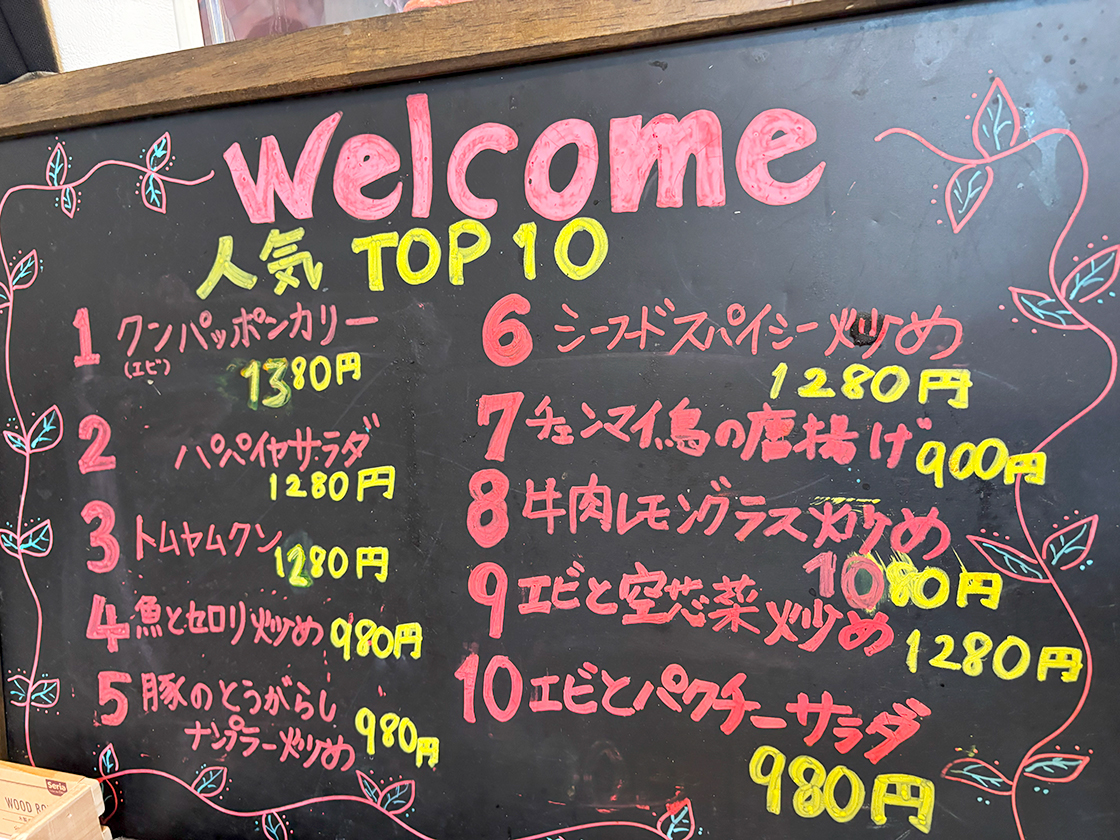 welcome
人気 TOP 10
1 クンパッポンカリー
(エビ)
1380円
2 パパイヤサラダ
1280円
3 トムヤムクン
1280円
4 魚とセロリ炒め 980円
5 豚のとうがらし
ナンプラー炒め 980円
6 シーフードスパイシー炒め
1280円
7 チェンマイ鳥の唐揚げ 900円
8 牛肉レモングラス炒め
1080円
9 エビと空芯菜炒め
1280円
10 エビとパクチーサラダ
980円
Seria